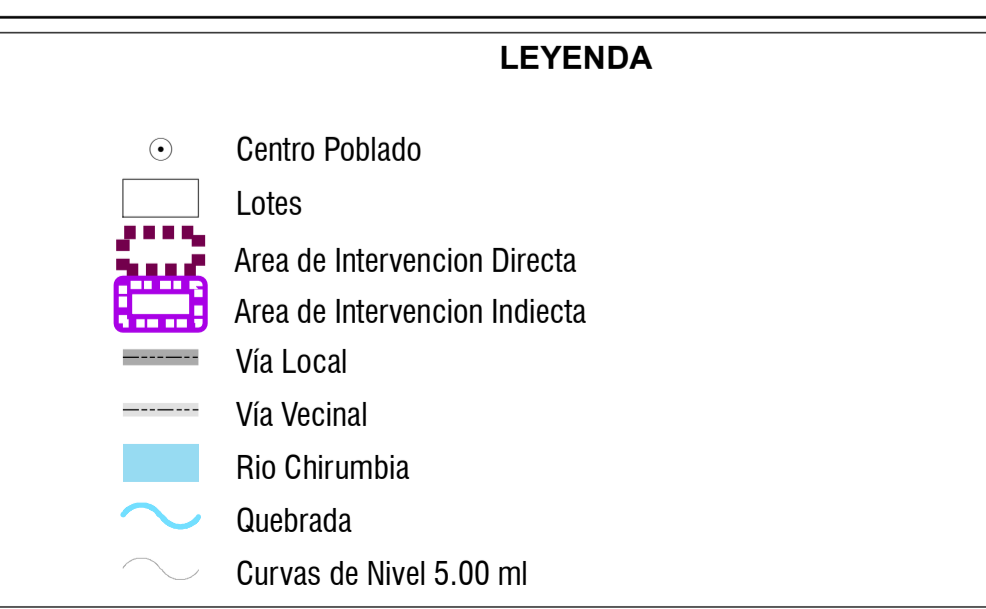 LEYENDA
Centro Poblado
Lotes
Area de Intervencion Directa
Area de Intervencion Indiecta
Vía Local
Vía Vecinal
Rio Chirumbia
Quebrada
Curvas de Nivel 5.00 ml